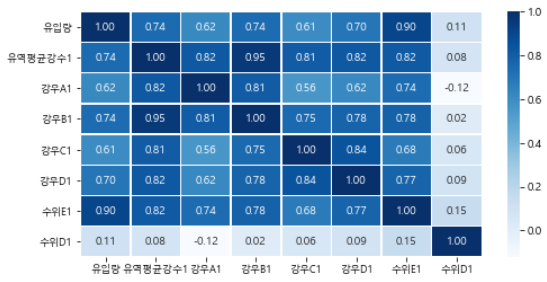 유입량 1.00 0.74 0.62 0.74 0.61 0.70 0.90 0.11
유역평균강수1 0.74 1.00 0.82 0.95 0.81 0.82 0.82 0.08
강우A1 0.62 0.82 1.00 0.81 0.56 0.62 0.74 -0.12
강우B1 0.74 0.95 0.81 1.00 0.75 0.78 0.78 0.02
강우C1 0.61 0.81 0.56 0.75 1.00 0.84 0.68 0.06
강우D1 0.70 0.82 0.62 0.78 0.84 1.00 0.77 0.09
수위E1 0.90 0.82 0.74 0.78 0.68 0.77 1.00 0.15
수위D1 0.11 0.08 -0.12 0.02 0.06 0.09 0.15 1.00
유입량 유역평균강수1 강우A1 강우B1 강우C1 강우D1 수위E1 수위D1
1.0
0.8
0.6
0.4
0.2
0.0